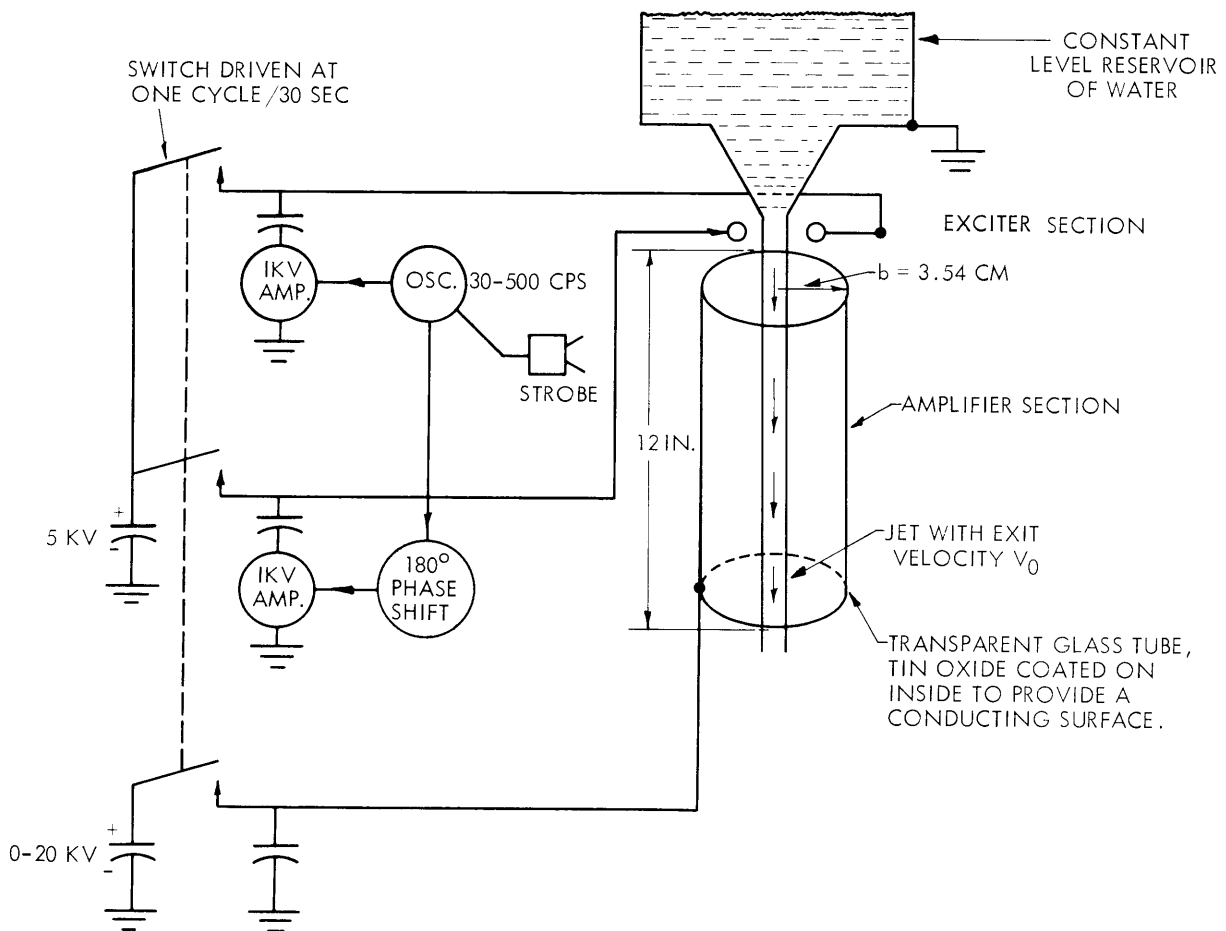 CONSTANT
LEVEL RESERVOIR
OF WATER
SWITCH DRIVEN AT
ONE CYCLE/30 SEC
EXCITER SECTION
b = 3.54 CM
1KV
AMP.
OSC.
30-500 CPS
STROBE
12 IN.
AMPLIFIER SECTION
5 KV
+
-
1KV
AMP.
180°
PHASE
SHIFT
JET WITH EXIT
VELOCITY V0
TRANSPARENT GLASS TUBE,
TIN OXIDE COATED ON
INSIDE TO PROVIDE A
CONDUCTING SURFACE.
0-20 KV
+
-